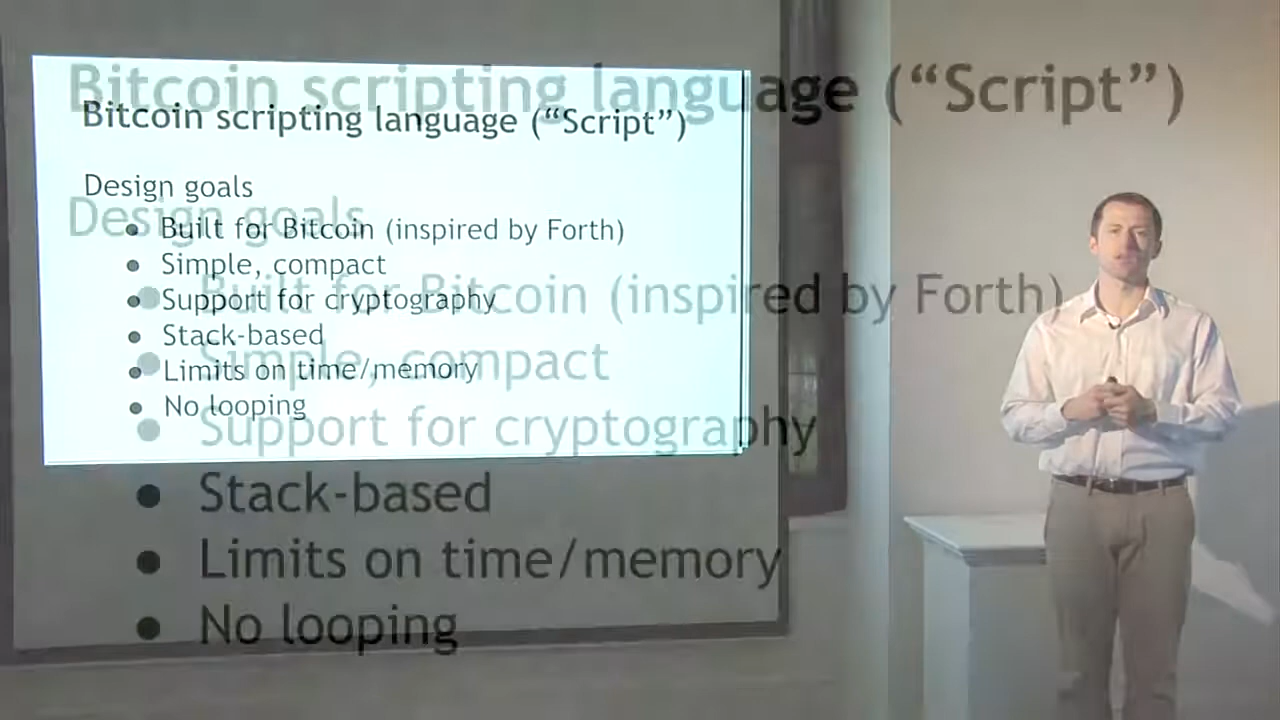 Bitcoin scripting language (“Script”)
Design goals
● Built for Bitcoin (inspired by Forth)
● Simple, compact
● Support for cryptography
● Stack-based
● Limits on time/memory
● No looping
Bitcoin scripting language (“Script”)
Design goals
● Built for Bitcoin (inspired by Forth)
● Simple, compact
● Support for cryptography
● Stack-based
● Limits on time/memory
● No looping